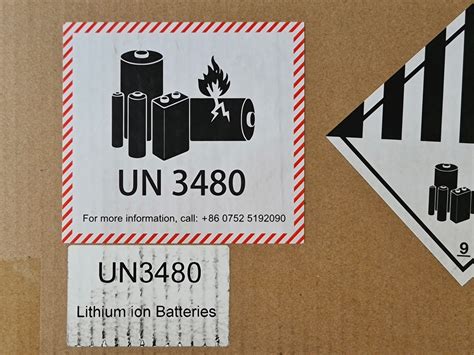 UN 3480
For more information, call: +86 0752 5192090
UN3480
Lithium ion Batteries
9